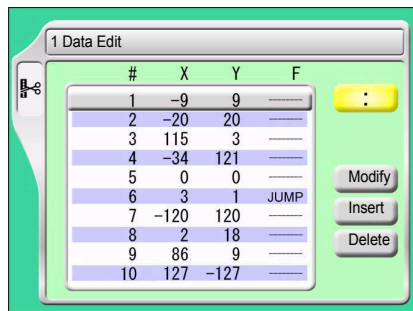 1 Data Edit
# X Y F
1 −9 9 --------
2 −20 20 --------
3 115 3 --------
4 −34 121 --------
5 0 0 --------
6 3 1 JUMP
7 −120 120 --------
8 2 18 --------
9 86 9 --------
10 127 −127 --------
:
Modify
Insert
Delete